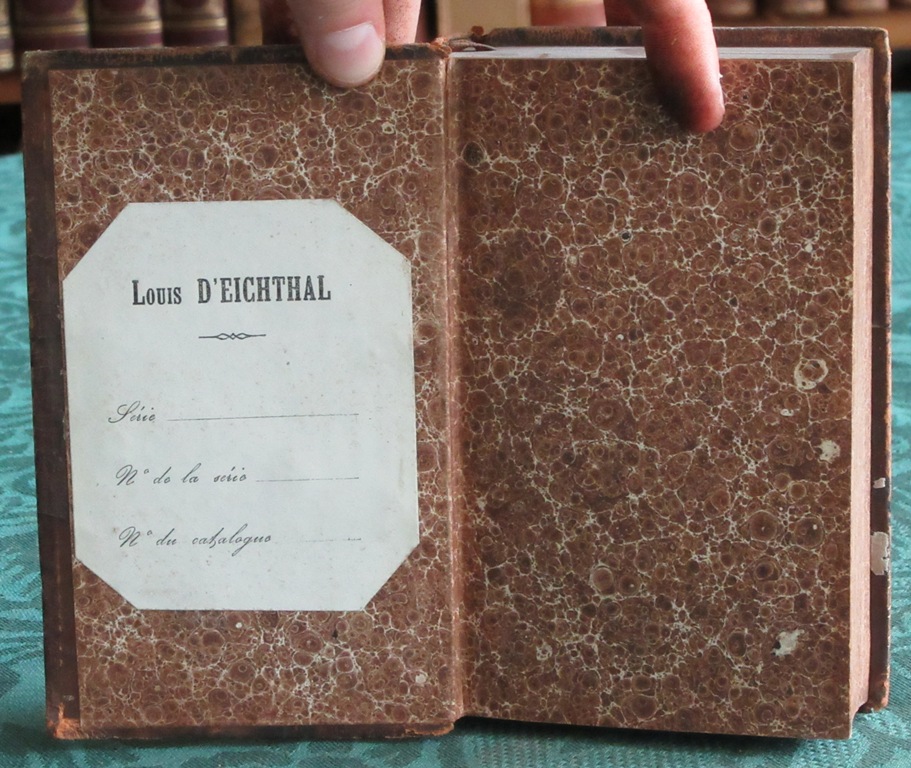 Louis D'EICHTHAL
Série
N° de la série
N° du catalogue